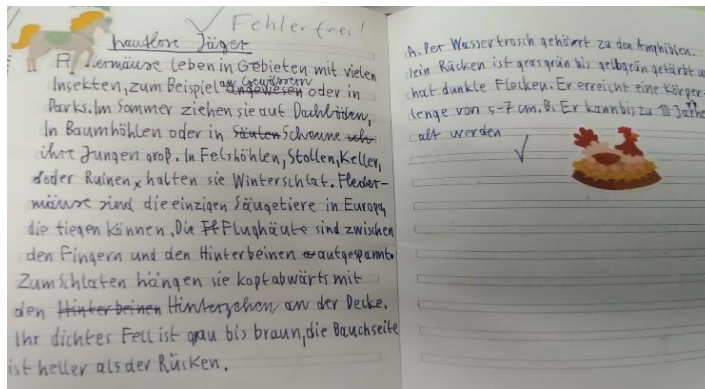 ✓ Fehlerfrei!
Lautlose Jäger
Fledermäuse leben in Gebieten mit vielen
Insekten, zum Beispiel an Gewässern oder in
Parks. Im Sommer ziehen sie auf Dachböden,
In Baumhöhlen oder in Scheune
ihre Jungen groß. In Felshöhlen, Stollen, Keller,
oder Ruinen halten sie Winterschlaf. Fleder-
mäuse sind die einzigen Säugetiere in Europa,
die fliegen können. Die Flughäute sind zwischen
den Fingern und den Hinterbeinen aufgespannt.
Zum Schlafen hängen sie kopfabwärts mit
den Hinterzehen an der Decke.
Ihr dichtes Fell ist grau bis braun, die Bauchseite
ist heller als der Rücken.
A. Der Wasserfrosch gehört zu den Amphibien.
Sein Rücken ist grasgrün bis gelbgrün gefärbt u
hat dunkle Flecken. Er erreicht eine Körper-
länge von 5-7 cm. B. Er kann bis zu 10 Jahre
alt werden
✓